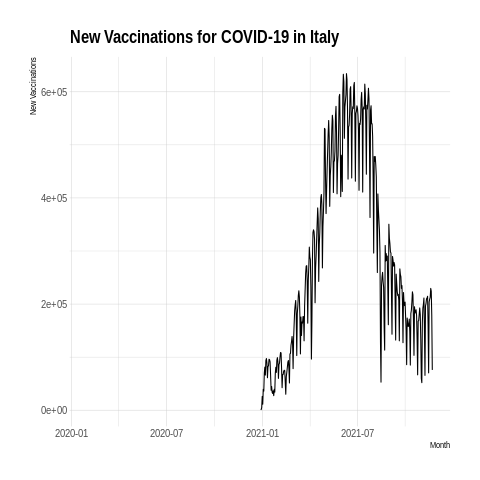 New Vaccinations for COVID-19 in Italy
New Vaccinations
6e+05
4e+05
2e+05
0e+00
2020-01 2020-07 2021-01 2021-07
Month